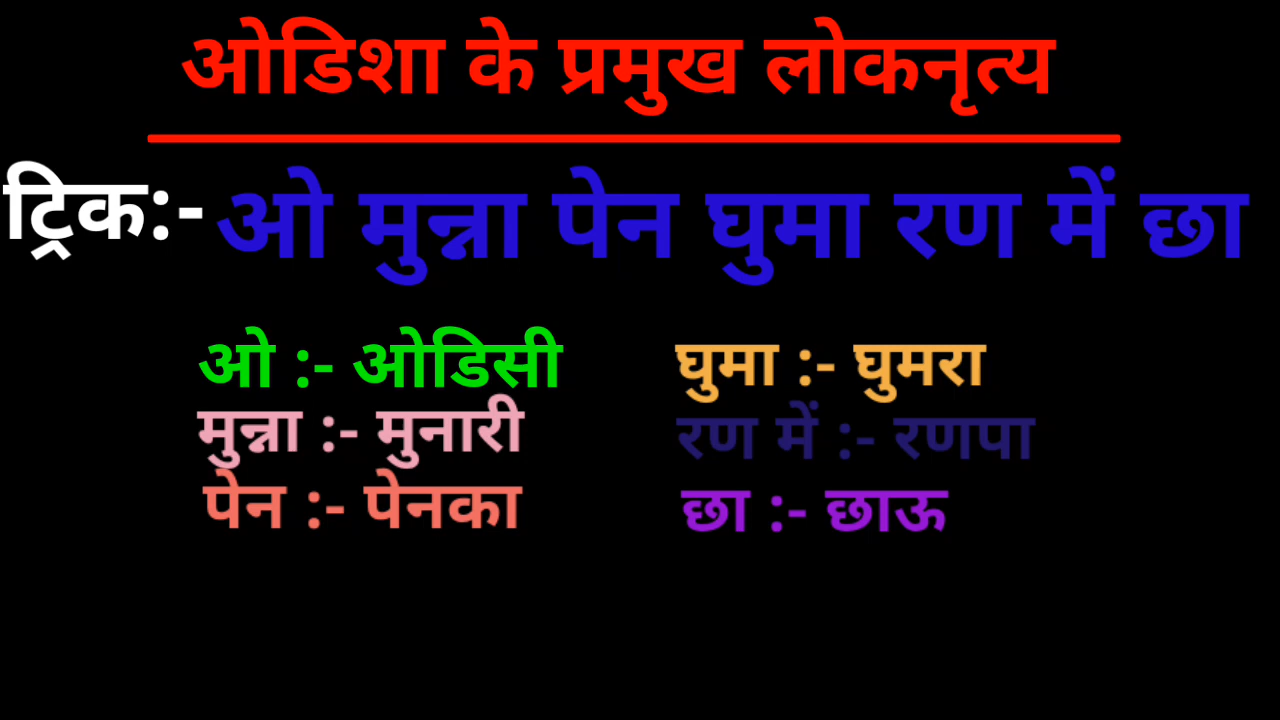 ओडिशा के प्रमुख लोकनृत्य
ट्रिक:- ओ मुन्ना पेन घुमा रण में छा
ओ :- ओडिसी
मुन्ना :- मुनारी
पेन :- पेनका
घुमा :- घुमरा
रण में :- रणपा
छा :- छाऊ